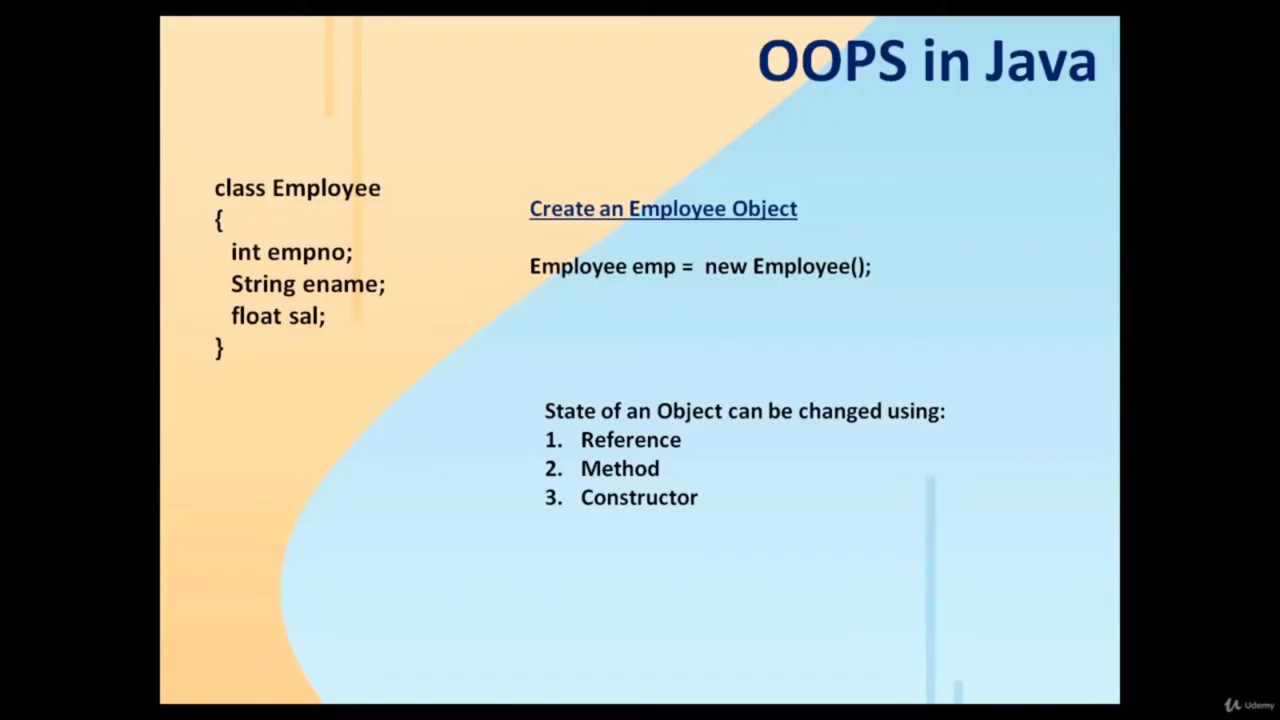 OOPS in Java
class Employee
{
int empno;
String ename;
float sal;
}
Create an Employee Object
Employee emp = new Employee();
State of an Object can be changed using:
1. Reference
2. Method
3. Constructor
Udemy